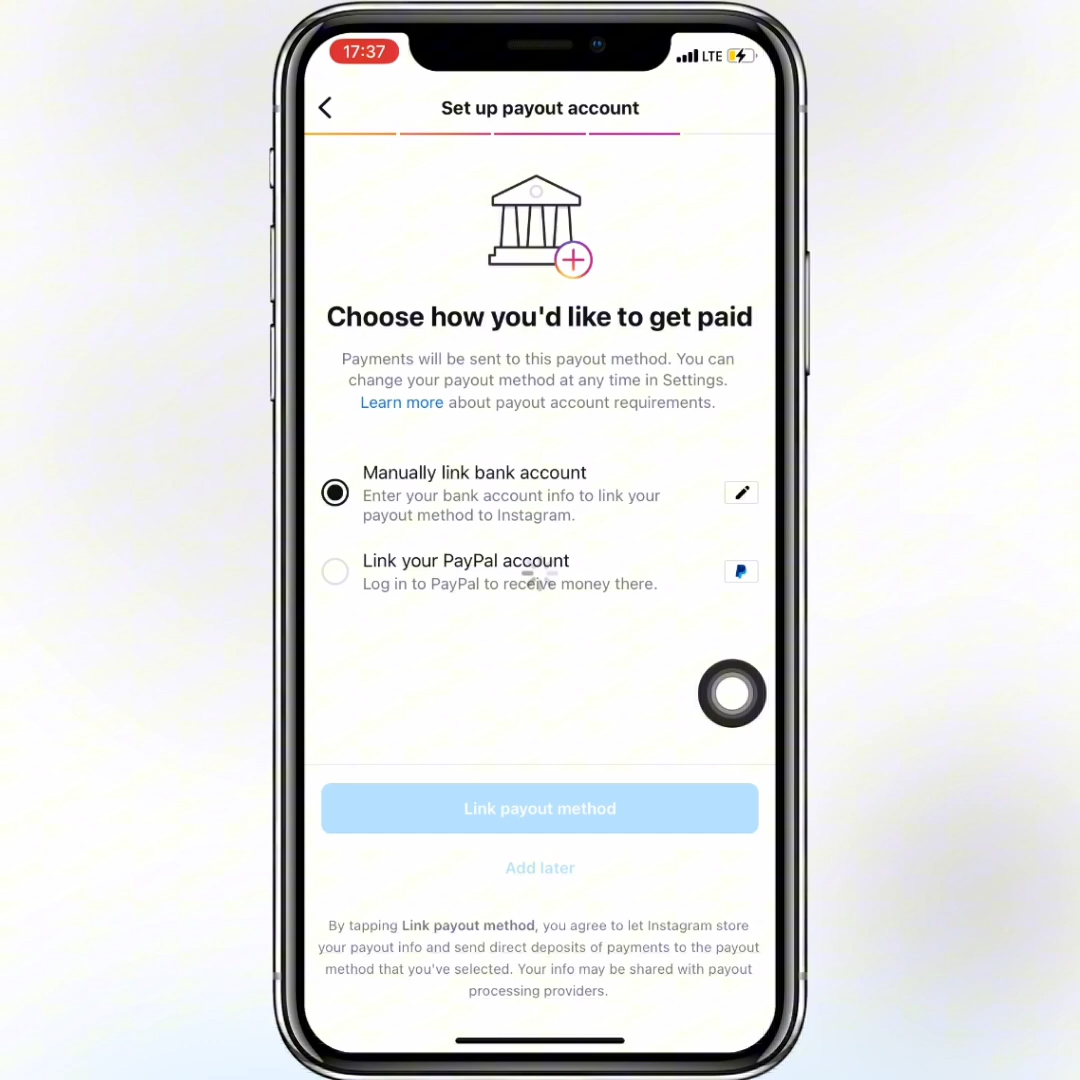 17:37
LTE
Set up payout account
Choose how you'd like to get paid
Payments will be sent to this payout method. You can
change your payout method at any time in Settings.
Learn more about payout account requirements.
Manually link bank account
Enter your bank account info to link your
payout method to Instagram.
Link your PayPal account
Log in to PayPal to receive money there.
Link payout method
Add later
By tapping Link payout method, you agree to let Instagram store
your payout info and send direct deposits of payments to the payout
method that you've selected. Your info may be shared with payout
processing providers.